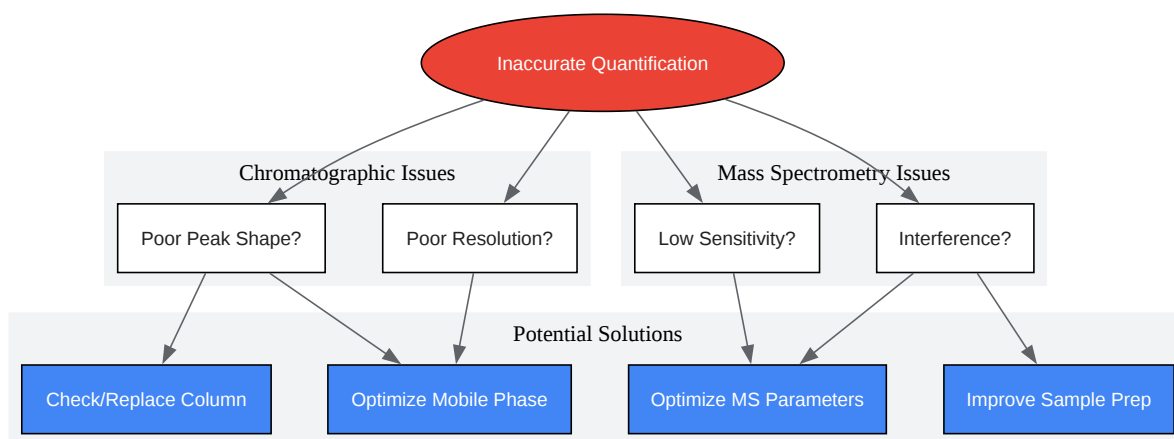 Inaccurate Quantification
Chromatographic Issues
Mass Spectrometry Issues
Poor Peak Shape?
Poor Resolution?
Low Sensitivity?
Interference?
Potential Solutions
Check/Replace Column
Optimize Mobile Phase
Optimize MS Parameters
Improve Sample Prep